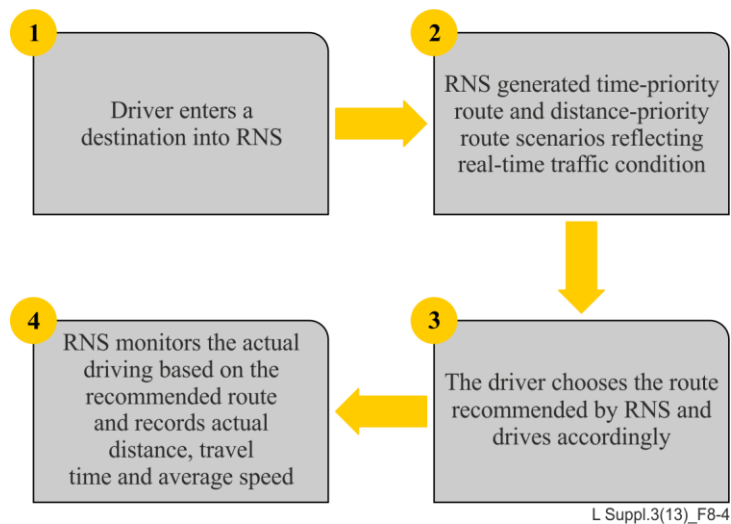 1
Driver enters a
destination into RNS
2
RNS generated time-priority
route and distance-priority
route scenarios reflecting
real-time traffic condition
3
The driver chooses the route
recommended by RNS and
drives accordingly
4
RNS monitors the actual
driving based on the
recommended route
and records actual
distance, travel
time and average speed
L Suppl.3(13)_F8-4